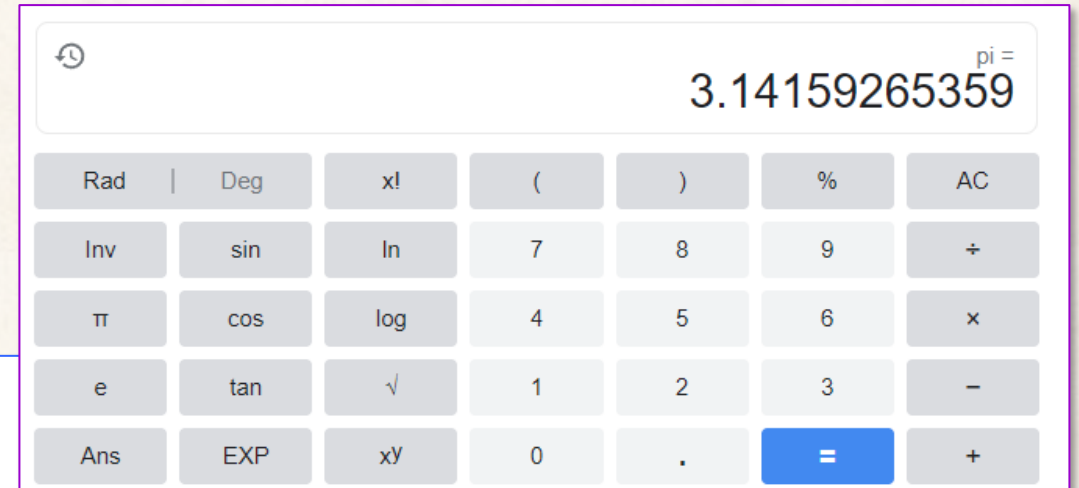 pi =
3.14159265359
Rad | Deg x! ( ) % AC
Inv sin ln 7 8 9 ÷
π cos log 4 5 6 ×
e tan √ 1 2 3 −
Ans EXP xʸ 0 . = +